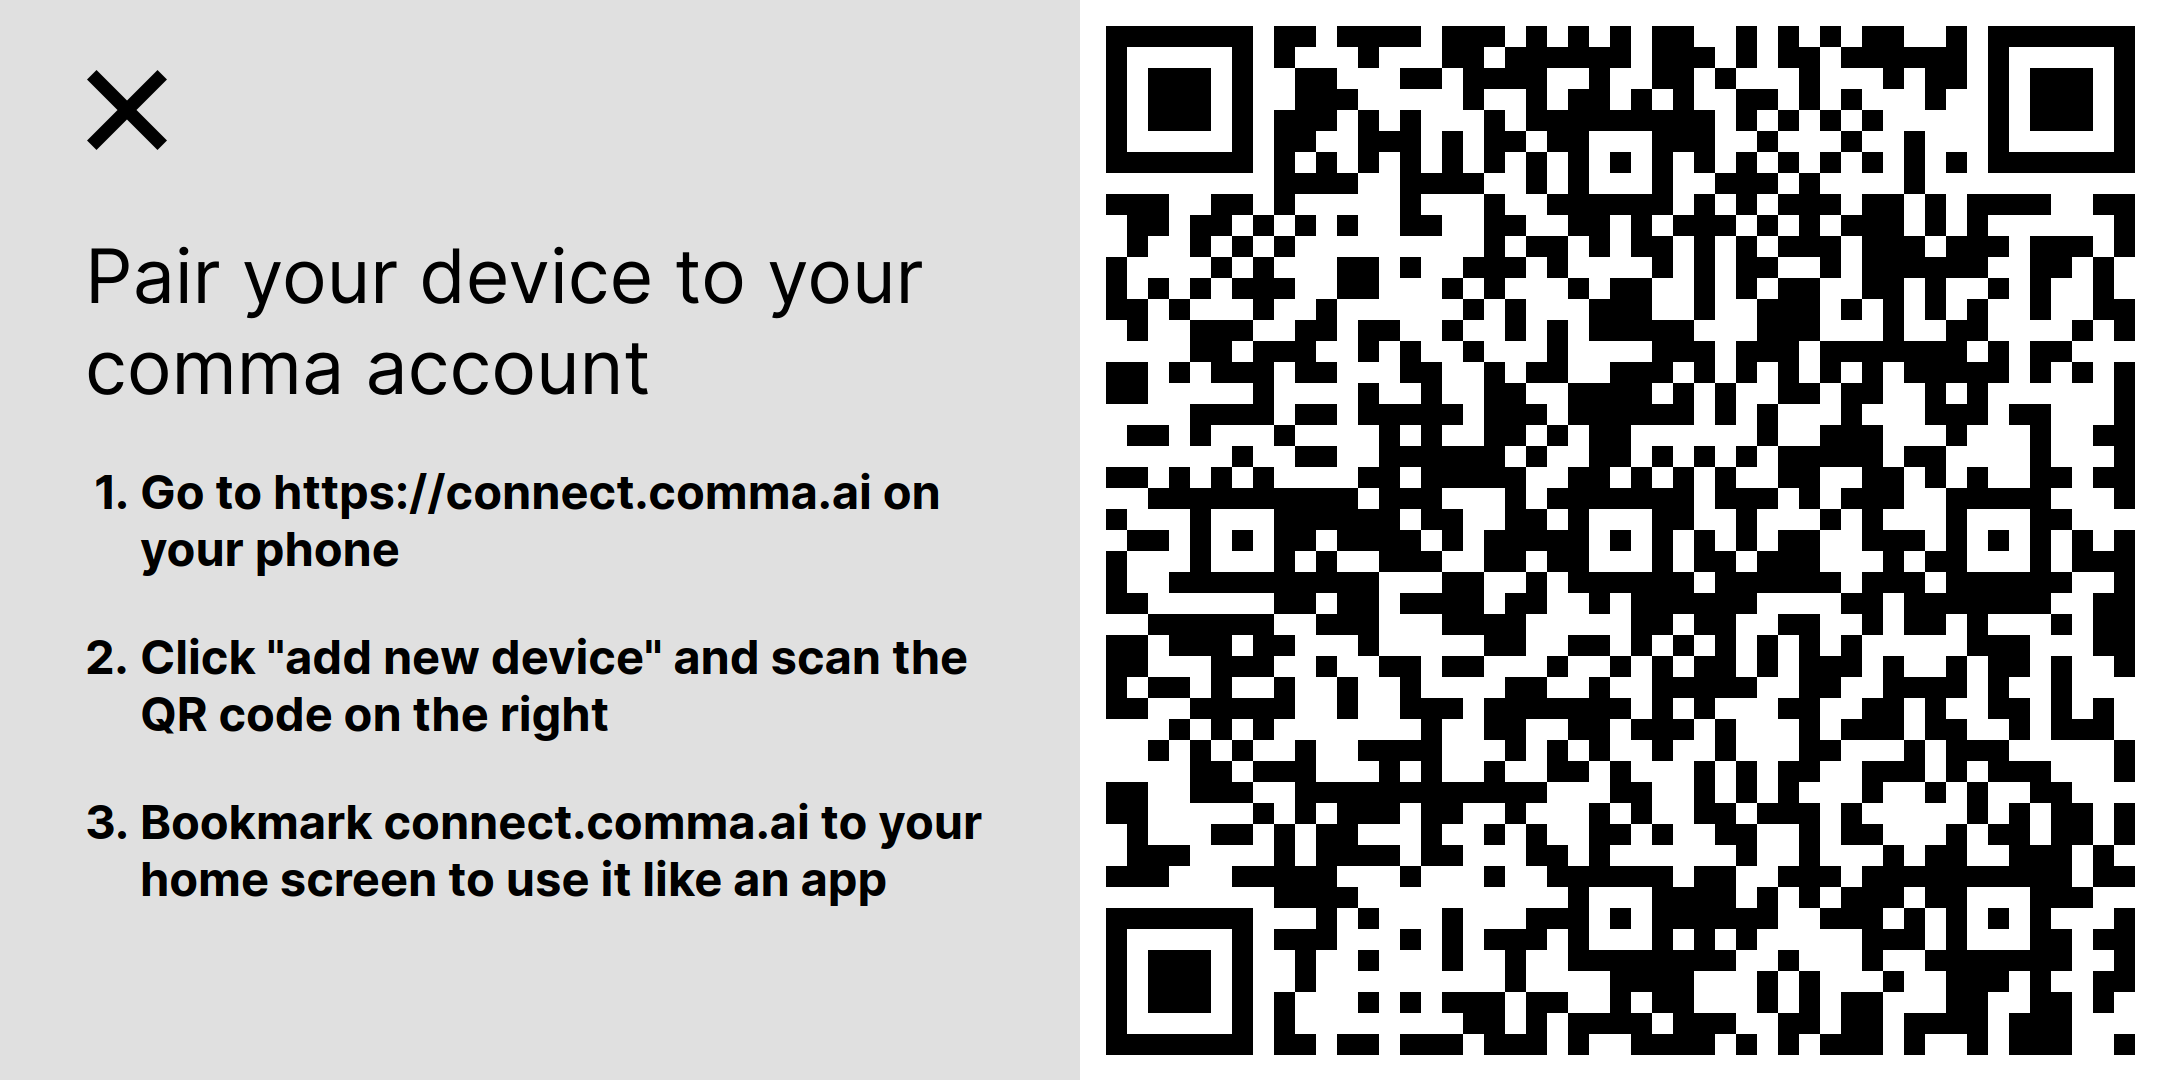 Pair your device to your
comma account
1. Go to https://connect.comma.ai on
your phone
2. Click "add new device" and scan the
QR code on the right
3. Bookmark connect.comma.ai to your
home screen to use it like an app